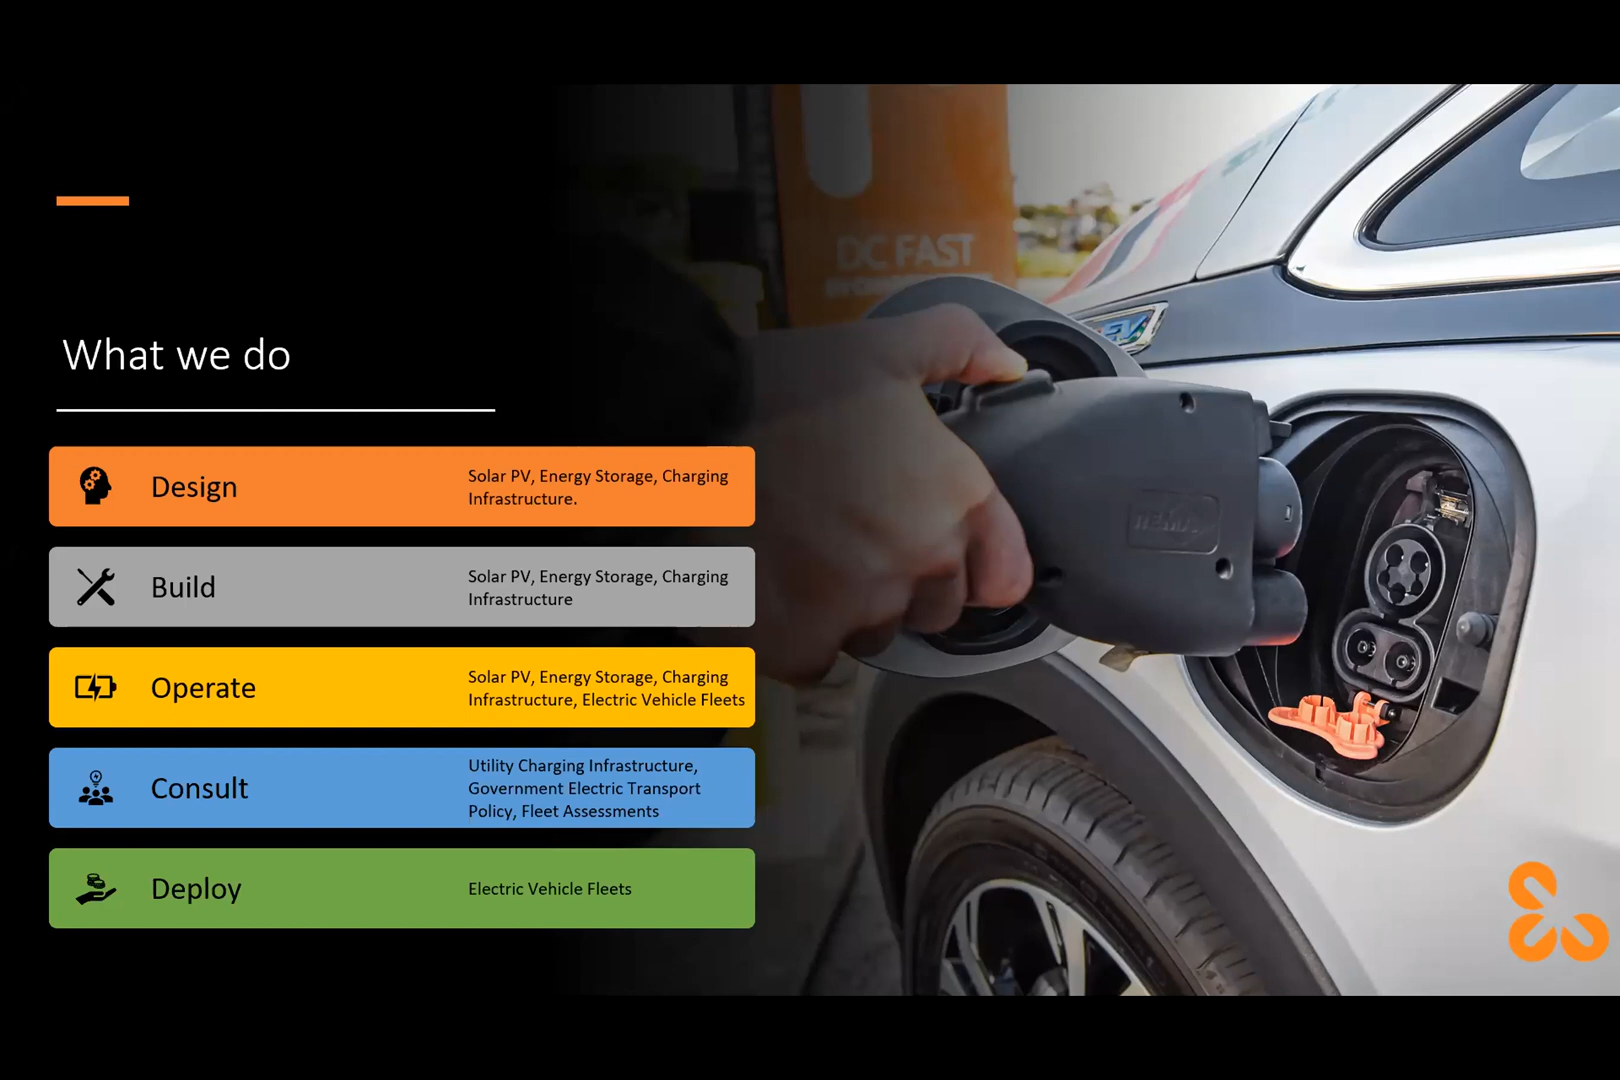 DC FAST
EV
What we do
Design
Solar PV, Energy Storage, Charging
Infrastructure.
Build
Solar PV, Energy Storage, Charging
Infrastructure
Operate
Solar PV, Energy Storage, Charging
Infrastructure, Electric Vehicle Fleets
Consult
Utility Charging Infrastructure,
Government Electric Transport
Policy, Fleet Assessments
Deploy
Electric Vehicle Fleets